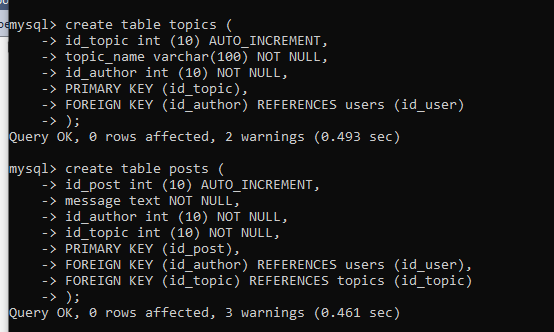 mysql> create table topics (
    -> id_topic int (10) AUTO_INCREMENT,
    -> topic_name varchar(100) NOT NULL,
    -> id_author int (10) NOT NULL,
    -> PRIMARY KEY (id_topic),
    -> FOREIGN KEY (id_author) REFERENCES users (id_user)
    -> );
Query OK, 0 rows affected, 2 warnings (0.493 sec)
mysql> create table posts (
    -> id_post int (10) AUTO_INCREMENT,
    -> message text NOT NULL,
    -> id_author int (10) NOT NULL,
    -> id_topic int (10) NOT NULL,
    -> PRIMARY KEY (id_post),
    -> FOREIGN KEY (id_author) REFERENCES users (id_user),
    -> FOREIGN KEY (id_topic) REFERENCES topics (id_topic)
    -> );
Query OK, 0 rows affected, 3 warnings (0.461 sec)